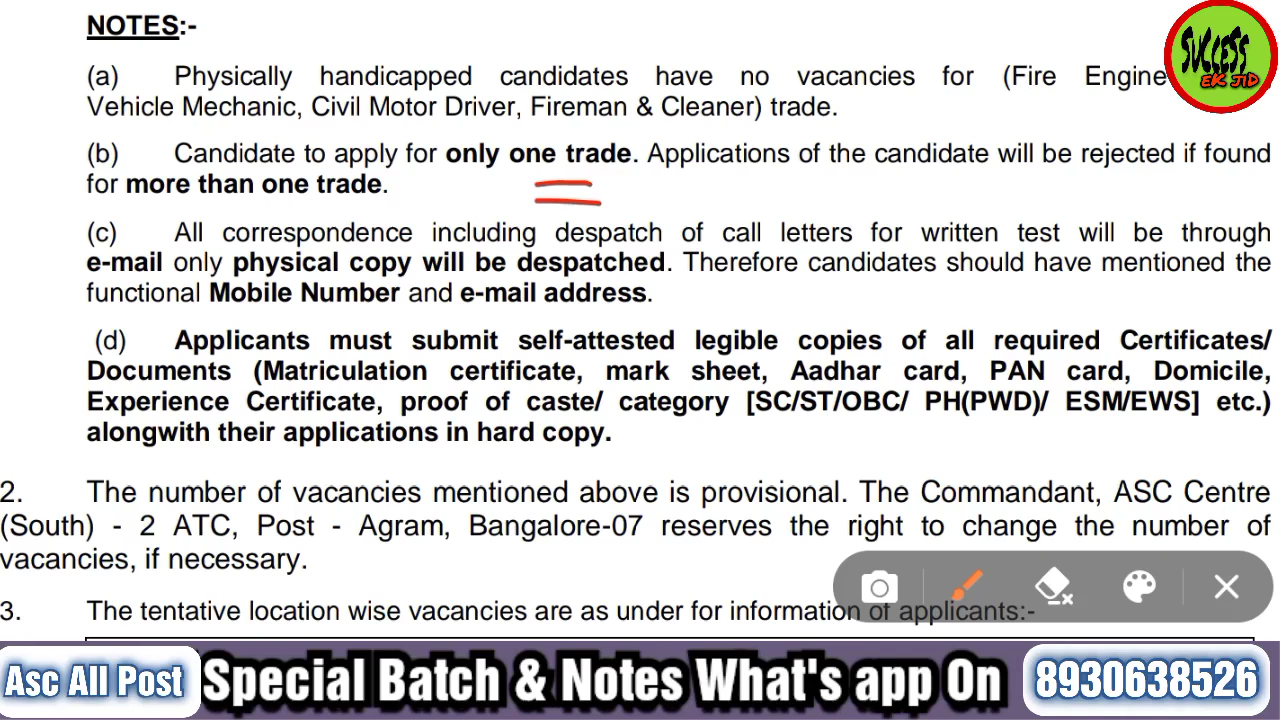 NOTES:-
SUCCESS
EK JID
(a) Physically handicapped candidates have no vacancies for (Fire Engine
Vehicle Mechanic, Civil Motor Driver, Fireman & Cleaner) trade.
(b) Candidate to apply for only one trade. Applications of the candidate will be rejected if found
for more than one trade.
(c) All correspondence including despatch of call letters for written test will be through
e-mail only physical copy will be despatched. Therefore candidates should have mentioned the
functional Mobile Number and e-mail address.
(d) Applicants must submit self-attested legible copies of all required Certificates/
Documents (Matriculation certificate, mark sheet, Aadhar card, PAN card, Domicile,
Experience Certificate, proof of caste/ category [SC/ST/OBC/ PH(PWD)/ ESM/EWS] etc.)
alongwith their applications in hard copy.
2. The number of vacancies mentioned above is provisional. The Commandant, ASC Centre
(South) - 2 ATC, Post - Agram, Bangalore-07 reserves the right to change the number of
vacancies, if necessary.
3. The tentative location wise vacancies are as under for information of applicants:-
Asc All Post Special Batch & Notes What's app On 8930638526